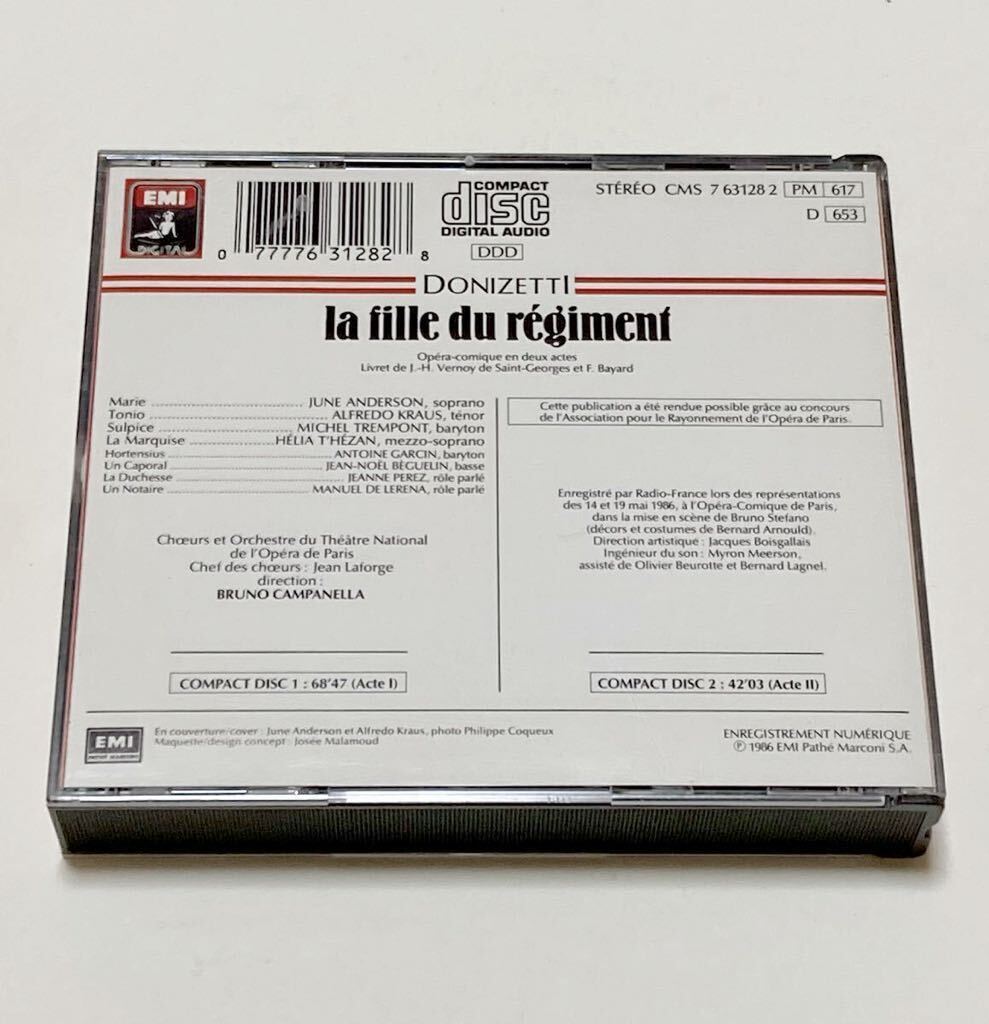 EMI
DIGITAL
0 77776 31282 8
COMPACT
disc
DIGITAL AUDIO
DDD
STÉRÉO CMS 7 63128 2 PM 617
D 653
DONIZETTI
la fille du régiment
Opéra-comique en deux actes
Livret de J.-H. Vernoy de Saint-Georges et F. Bayard
Marie ........................ JUNE ANDERSON, soprano
Tonio ........................ ALFREDO KRAUS, ténor
Sulpice ........................ MICHEL TREMPONT, baryton
La Marquise ................ HÉLIA T'HÉZAN, mezzo-soprano
Hortensius ........................ ANTOINE GARCIN, baryton
Un Caporal ........................ JEAN-NOËL BÉGUELIN, basse
La Duchesse ........................ JEANNE PEREZ, rôle parlé
Un Notaire ........................ MANUEL DE LERENA, rôle parlé
Chœurs et Orchestre du Théâtre National
de l'Opéra de Paris
Chef des chœurs : Jean Laforge
direction :
BRUNO CAMPANELLA
COMPACT DISC 1 : 68'47 (Acte I)
Cette publication a été rendue possible grâce au concours
de l'Association pour le Rayonnement de l'Opéra de Paris.
Enregistré par Radio-France lors des représentations
des 14 et 19 mai 1986, à l'Opéra-Comique de Paris,
dans la mise en scène de Bruno Stefano
(décors et costumes de Bernard Arnould).
Direction artistique : Jacques Boisgallais
Ingénieur du son : Myron Meerson,
assisté de Olivier Beurotte et Bernard Lagnel.
COMPACT DISC 2 : 42'03 (Acte II)
EMI
PATHÉ MARCONI
En couverture/cover : June Anderson et Alfredo Kraus, photo Philippe Coqueux
Maquette/design concept : Josée Malamoud
ENREGISTREMENT NUMÉRIQUE
℗ 1986 EMI Pathé Marconi S.A.